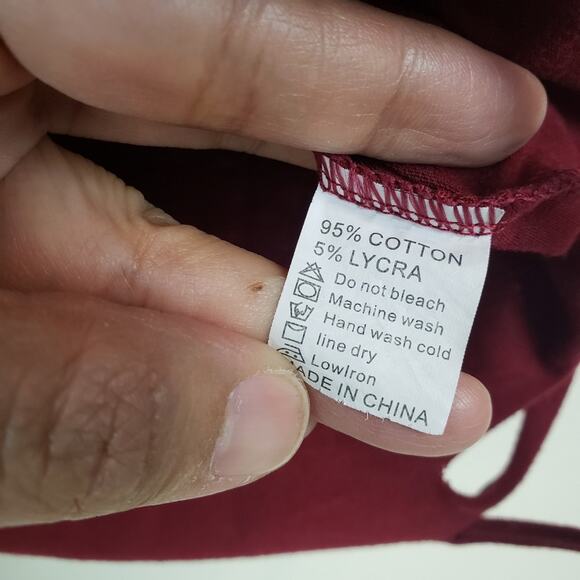 95% COTTON
5% LYCRA
Do not bleach
Machine wash
Hand wash cold
line dry
LowIron
ADE IN CHINA